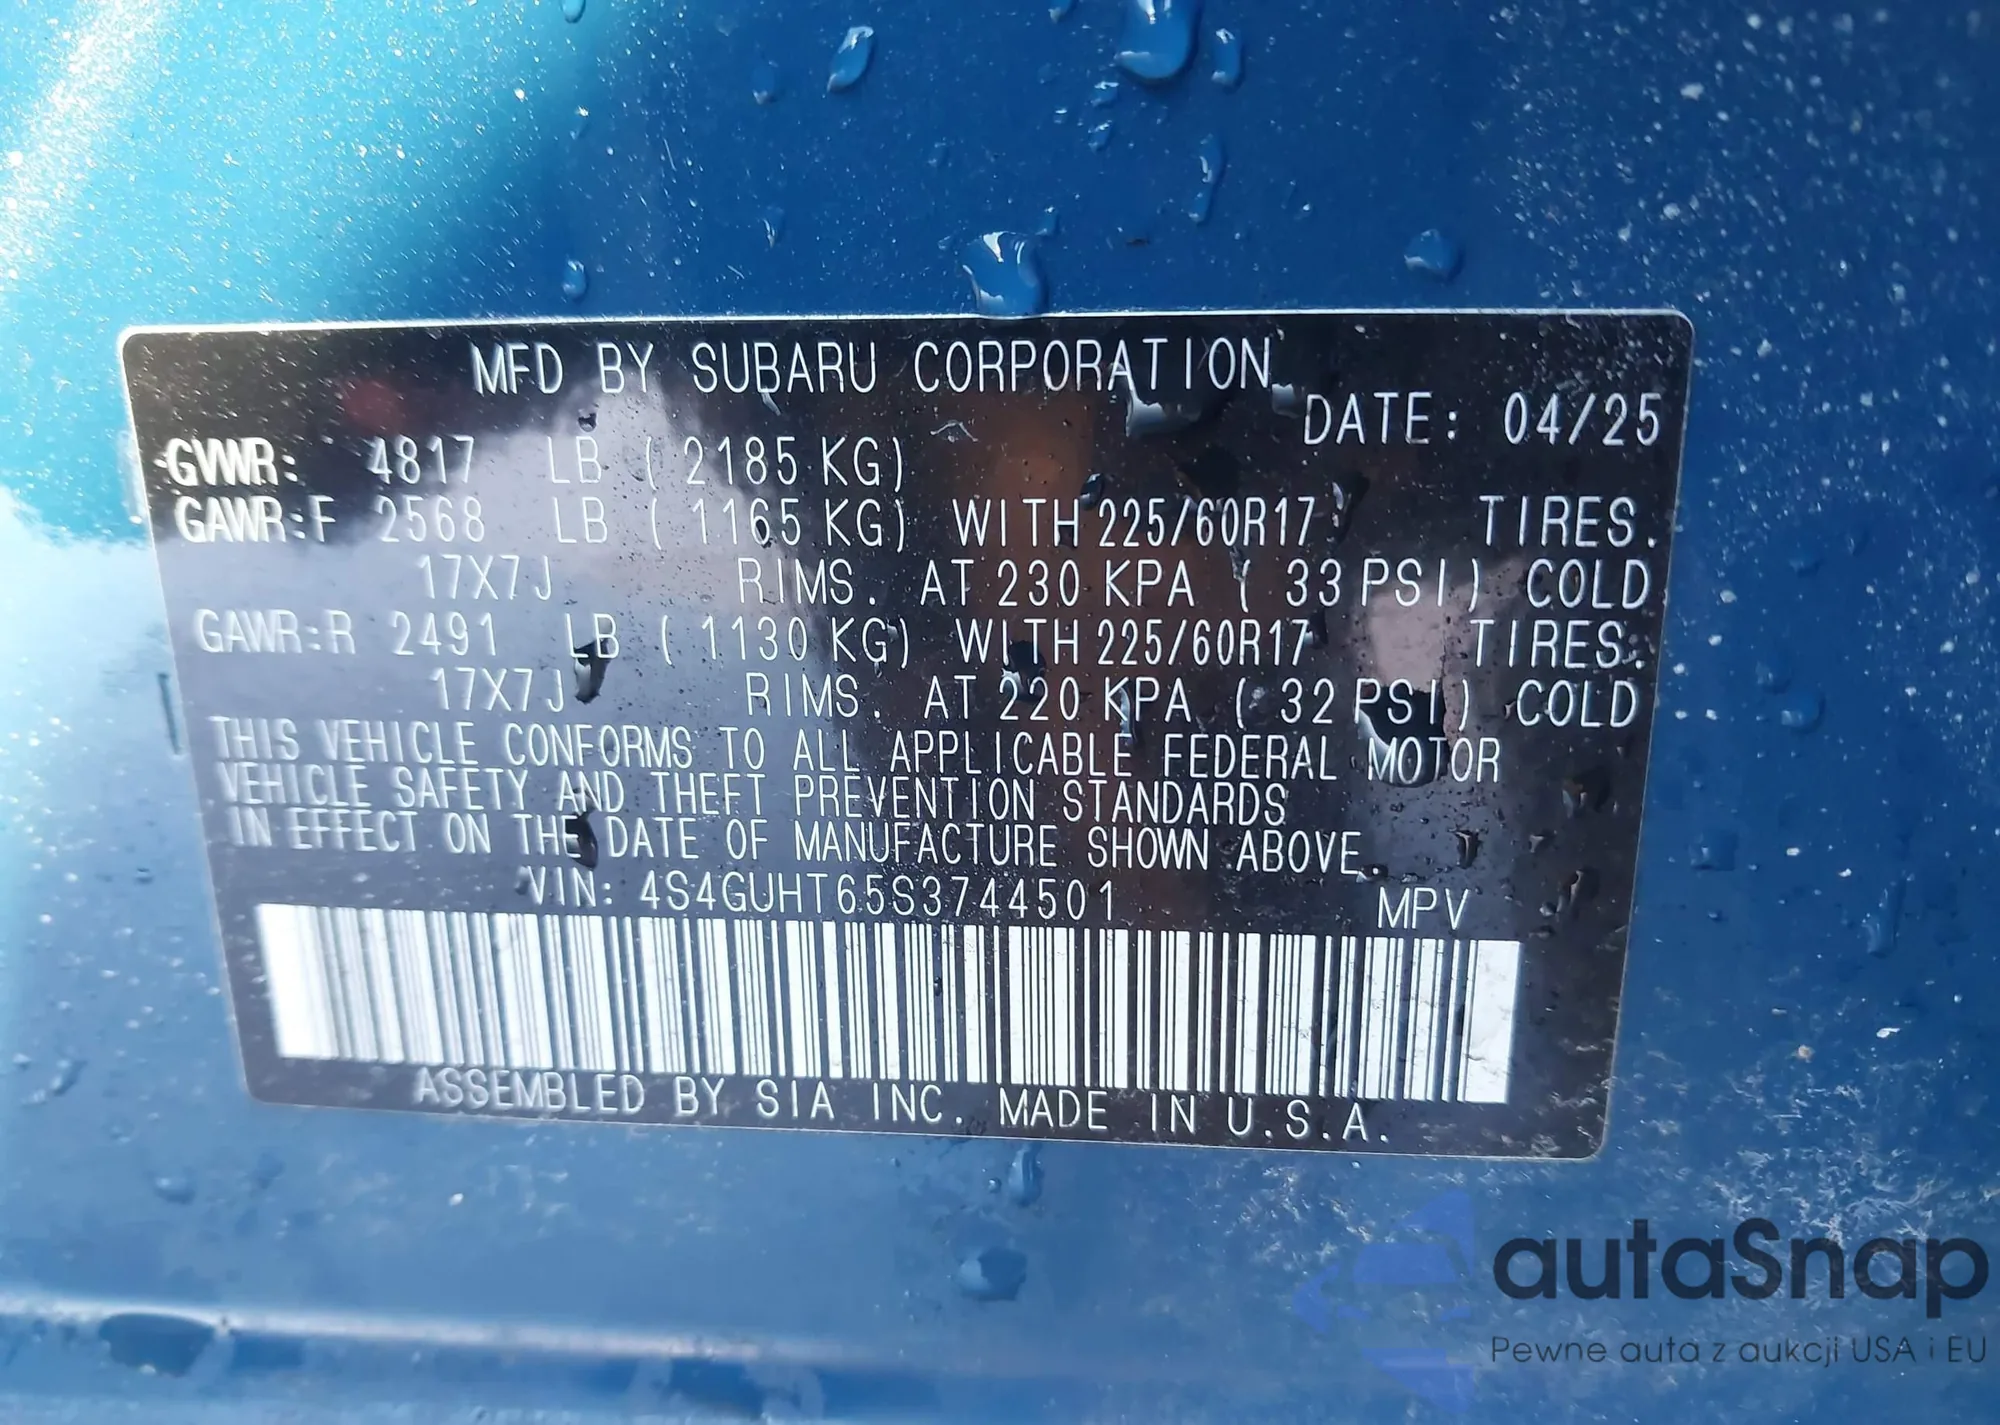 MFD BY SUBARU CORPORATION
DATE: 04/25
GVWR: 4817 LB ( 2185 KG)
GAWR:F 2568 LB ( 1165 KG) WITH 225/60R17 TIRES.
17X7J RIMS. AT 230 KPA ( 33 PSI) COLD
GAWR:R 2491 LB ( 1130 KG) WITH 225/60R17 TIRES.
17X7J RIMS. AT 220 KPA ( 32 PSI) COLD
THIS VEHICLE CONFORMS TO ALL APPLICABLE FEDERAL MOTOR
VEHICLE SAFETY AND THEFT PREVENTION STANDARDS
IN EFFECT ON THE DATE OF MANUFACTURE SHOWN ABOVE.
VIN: 4S4GUHT65S3744501 MPV
ASSEMBLED BY SIA INC. MADE IN U.S.A.
autaSnap
Pewne auta z aukcji USA i EU